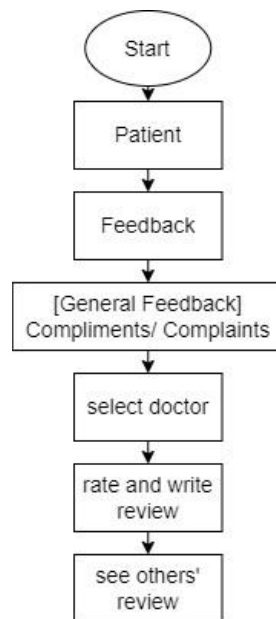 Start
Patient
Feedback
[General Feedback]
Compliments/ Complaints
select doctor
rate and write
review
see others'
review